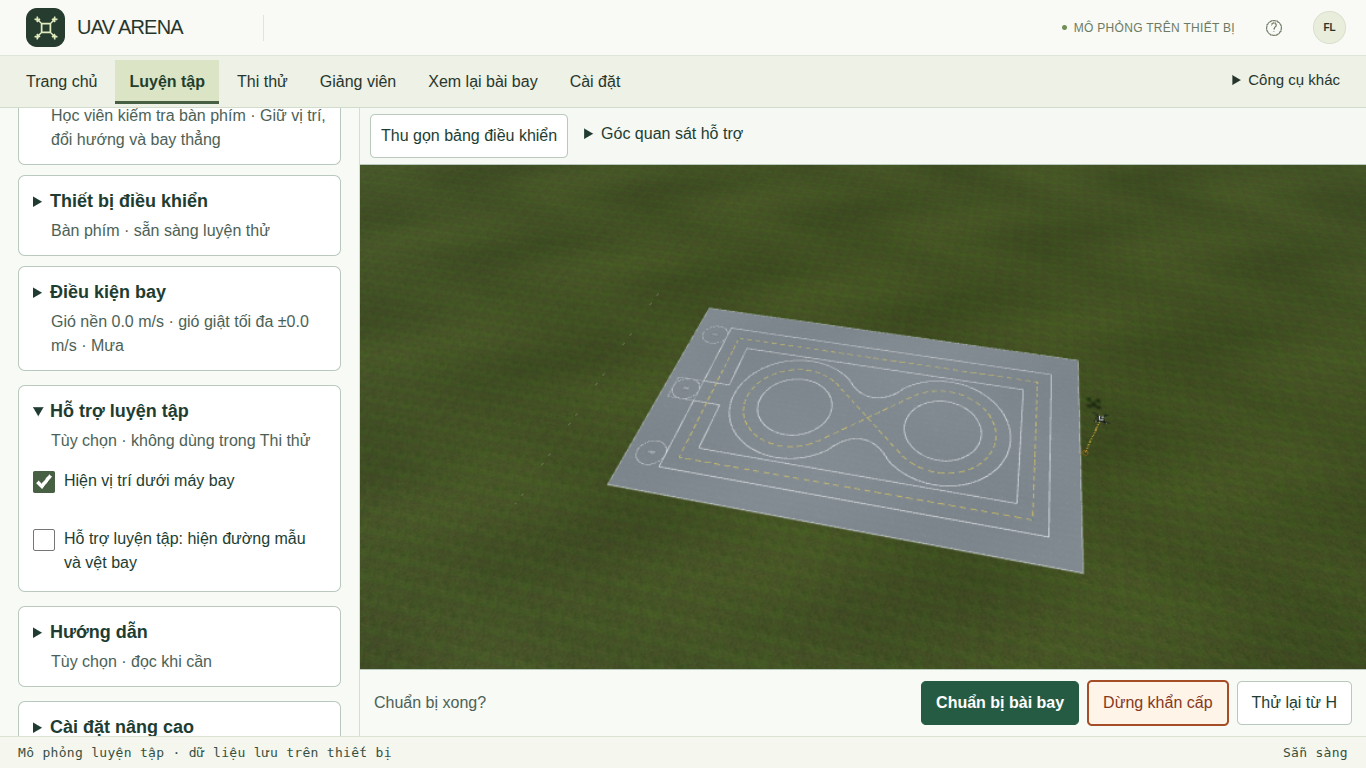 UAV ARENA
MÔ PHỎNG TRÊN THIẾT BỊ
FL
Trang chủ
Luyện tập
Thi thử
Giảng viên
Xem lại bài bay
Cài đặt
Công cụ khác
Học viên kiểm tra bàn phím · Giữ vị trí,
đổi hướng và bay thẳng
Thiết bị điều khiển
Bàn phím · sẵn sàng luyện thử
Điều kiện bay
Gió nền 0.0 m/s · gió giật tối đa ±0.0
m/s · Mưa
Hỗ trợ luyện tập
Tùy chọn · không dùng trong Thi thử
Hiện vị trí dưới máy bay
Hỗ trợ luyện tập: hiện đường mẫu
và vệt bay
Hướng dẫn
Tùy chọn · đọc khi cần
Cài đặt nâng cao
Thu gọn bảng điều khiển
Góc quan sát hỗ trợ
Chuẩn bị xong?
Chuẩn bị bài bay
Dừng khẩn cấp
Thử lại từ H
Mô phỏng luyện tập · dữ liệu lưu trên thiết bị
Sẵn sàng